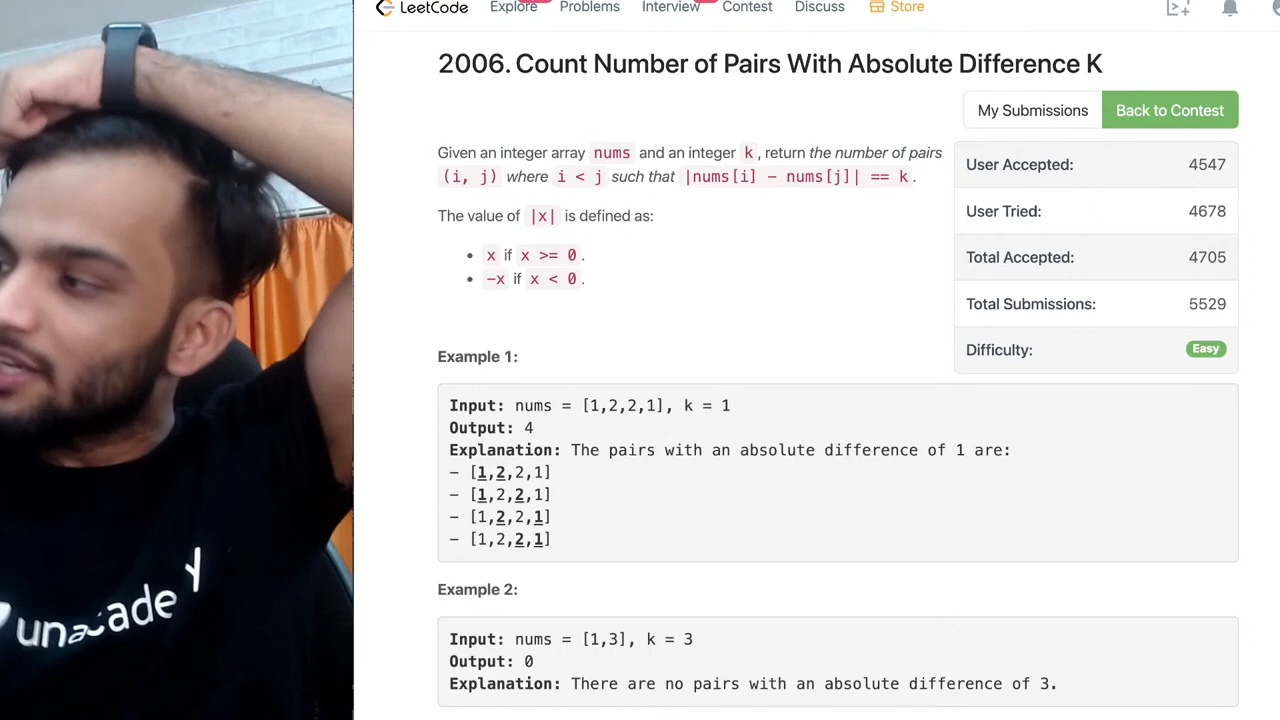 LeetCode
Explore
Problems
Interview
Contest
Discuss
Store
2006. Count Number of Pairs With Absolute Difference K
My Submissions
Back to Contest
Given an integer array nums and an integer k, return the number of pairs
(i, j) where i < j such that |nums[i] - nums[j]| == k.
The value of |x| is defined as:
• x if x >= 0.
• -x if x < 0.
User Accepted: 4547
User Tried: 4678
Total Accepted: 4705
Total Submissions: 5529
Difficulty: Easy
Example 1:
Input: nums = [1,2,2,1], k = 1
Output: 4
Explanation: The pairs with an absolute difference of 1 are:
- [1,2,2,1]
- [1,2,2,1]
- [1,2,2,1]
- [1,2,2,1]
Example 2:
Input: nums = [1,3], k = 3
Output: 0
Explanation: There are no pairs with an absolute difference of 3.
unacademy